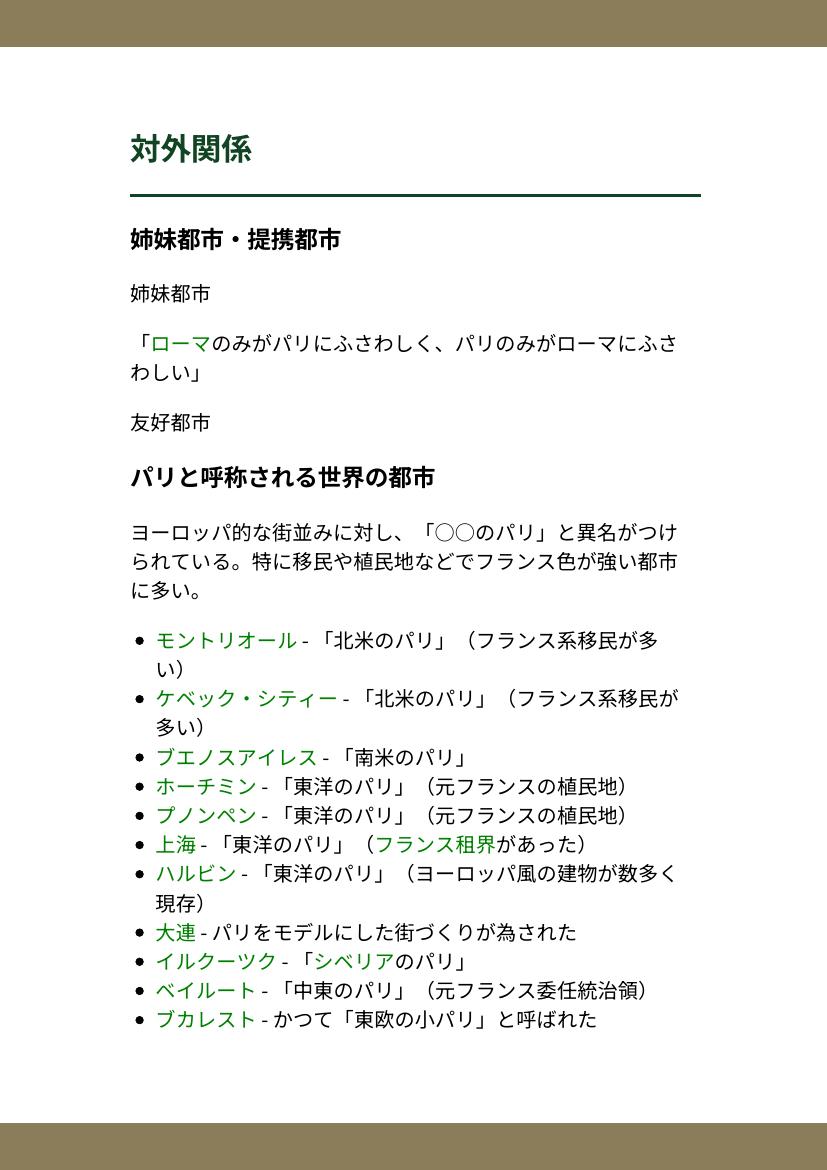 対外関係
姉妹都市・提携都市
姉妹都市
「ローマのみがパリにふさわしく、パリのみがローマにふさ
わしい」
友好都市
パリと呼称される世界の都市
ヨーロッパ的な街並みに対し、「〇〇のパリ」と異名がつけ
られている。特に移民や植民地などでフランス色が強い都市
に多い。
• モントリオール - 「北米のパリ」（フランス系移民が多
い）
• ケベック・シティー - 「北米のパリ」（フランス系移民が
多い）
• ブエノスアイレス - 「南米のパリ」
• ホーチミン - 「東洋のパリ」（元フランスの植民地）
• プノンペン - 「東洋のパリ」（元フランスの植民地）
• 上海 - 「東洋のパリ」（フランス租界があった）
• ハルビン - 「東洋のパリ」（ヨーロッパ風の建物が数多く
現存）
• 大連 - パリをモデルにした街づくりが為された
• イルクーツク - 「シベリアのパリ」
• ベイルート - 「中東のパリ」（元フランス委任統治領）
• ブカレスト - かつて「東欧の小パリ」と呼ばれた